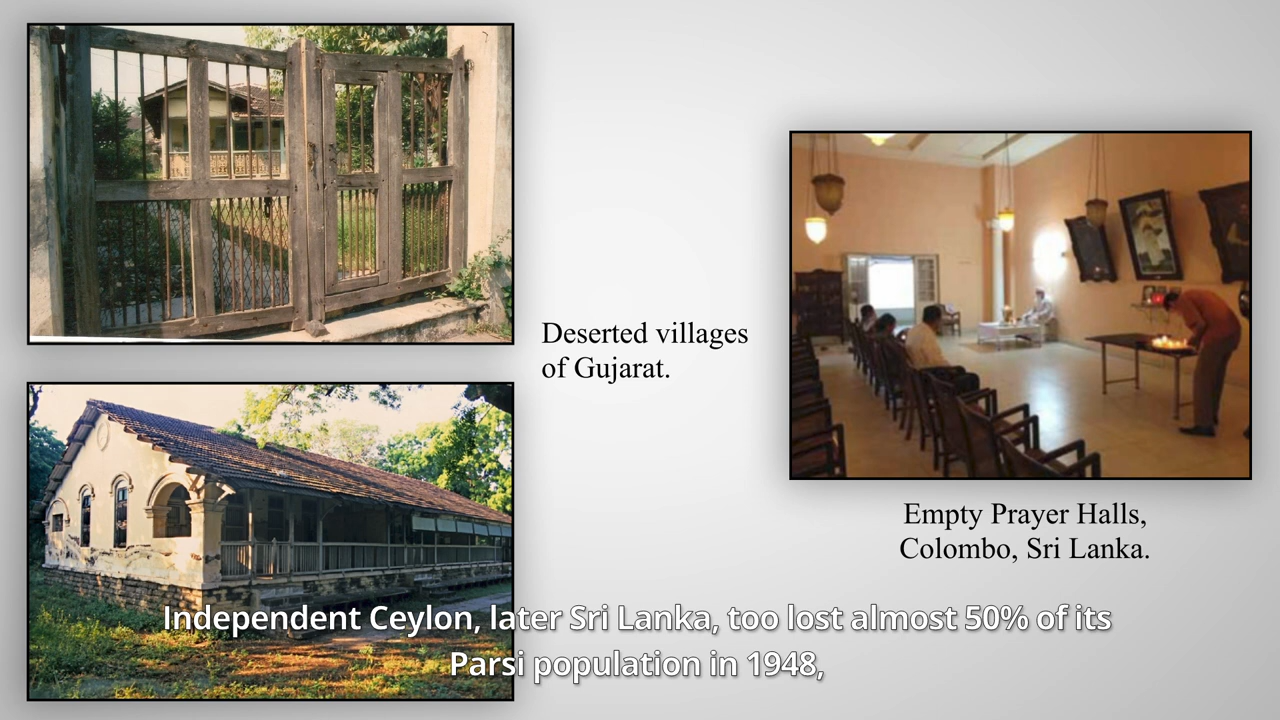 Deserted villages
of Gujarat.
Empty Prayer Halls,
Colombo, Sri Lanka.
Independent Ceylon, later Sri Lanka, too lost almost 50% of its
Parsi population in 1948,